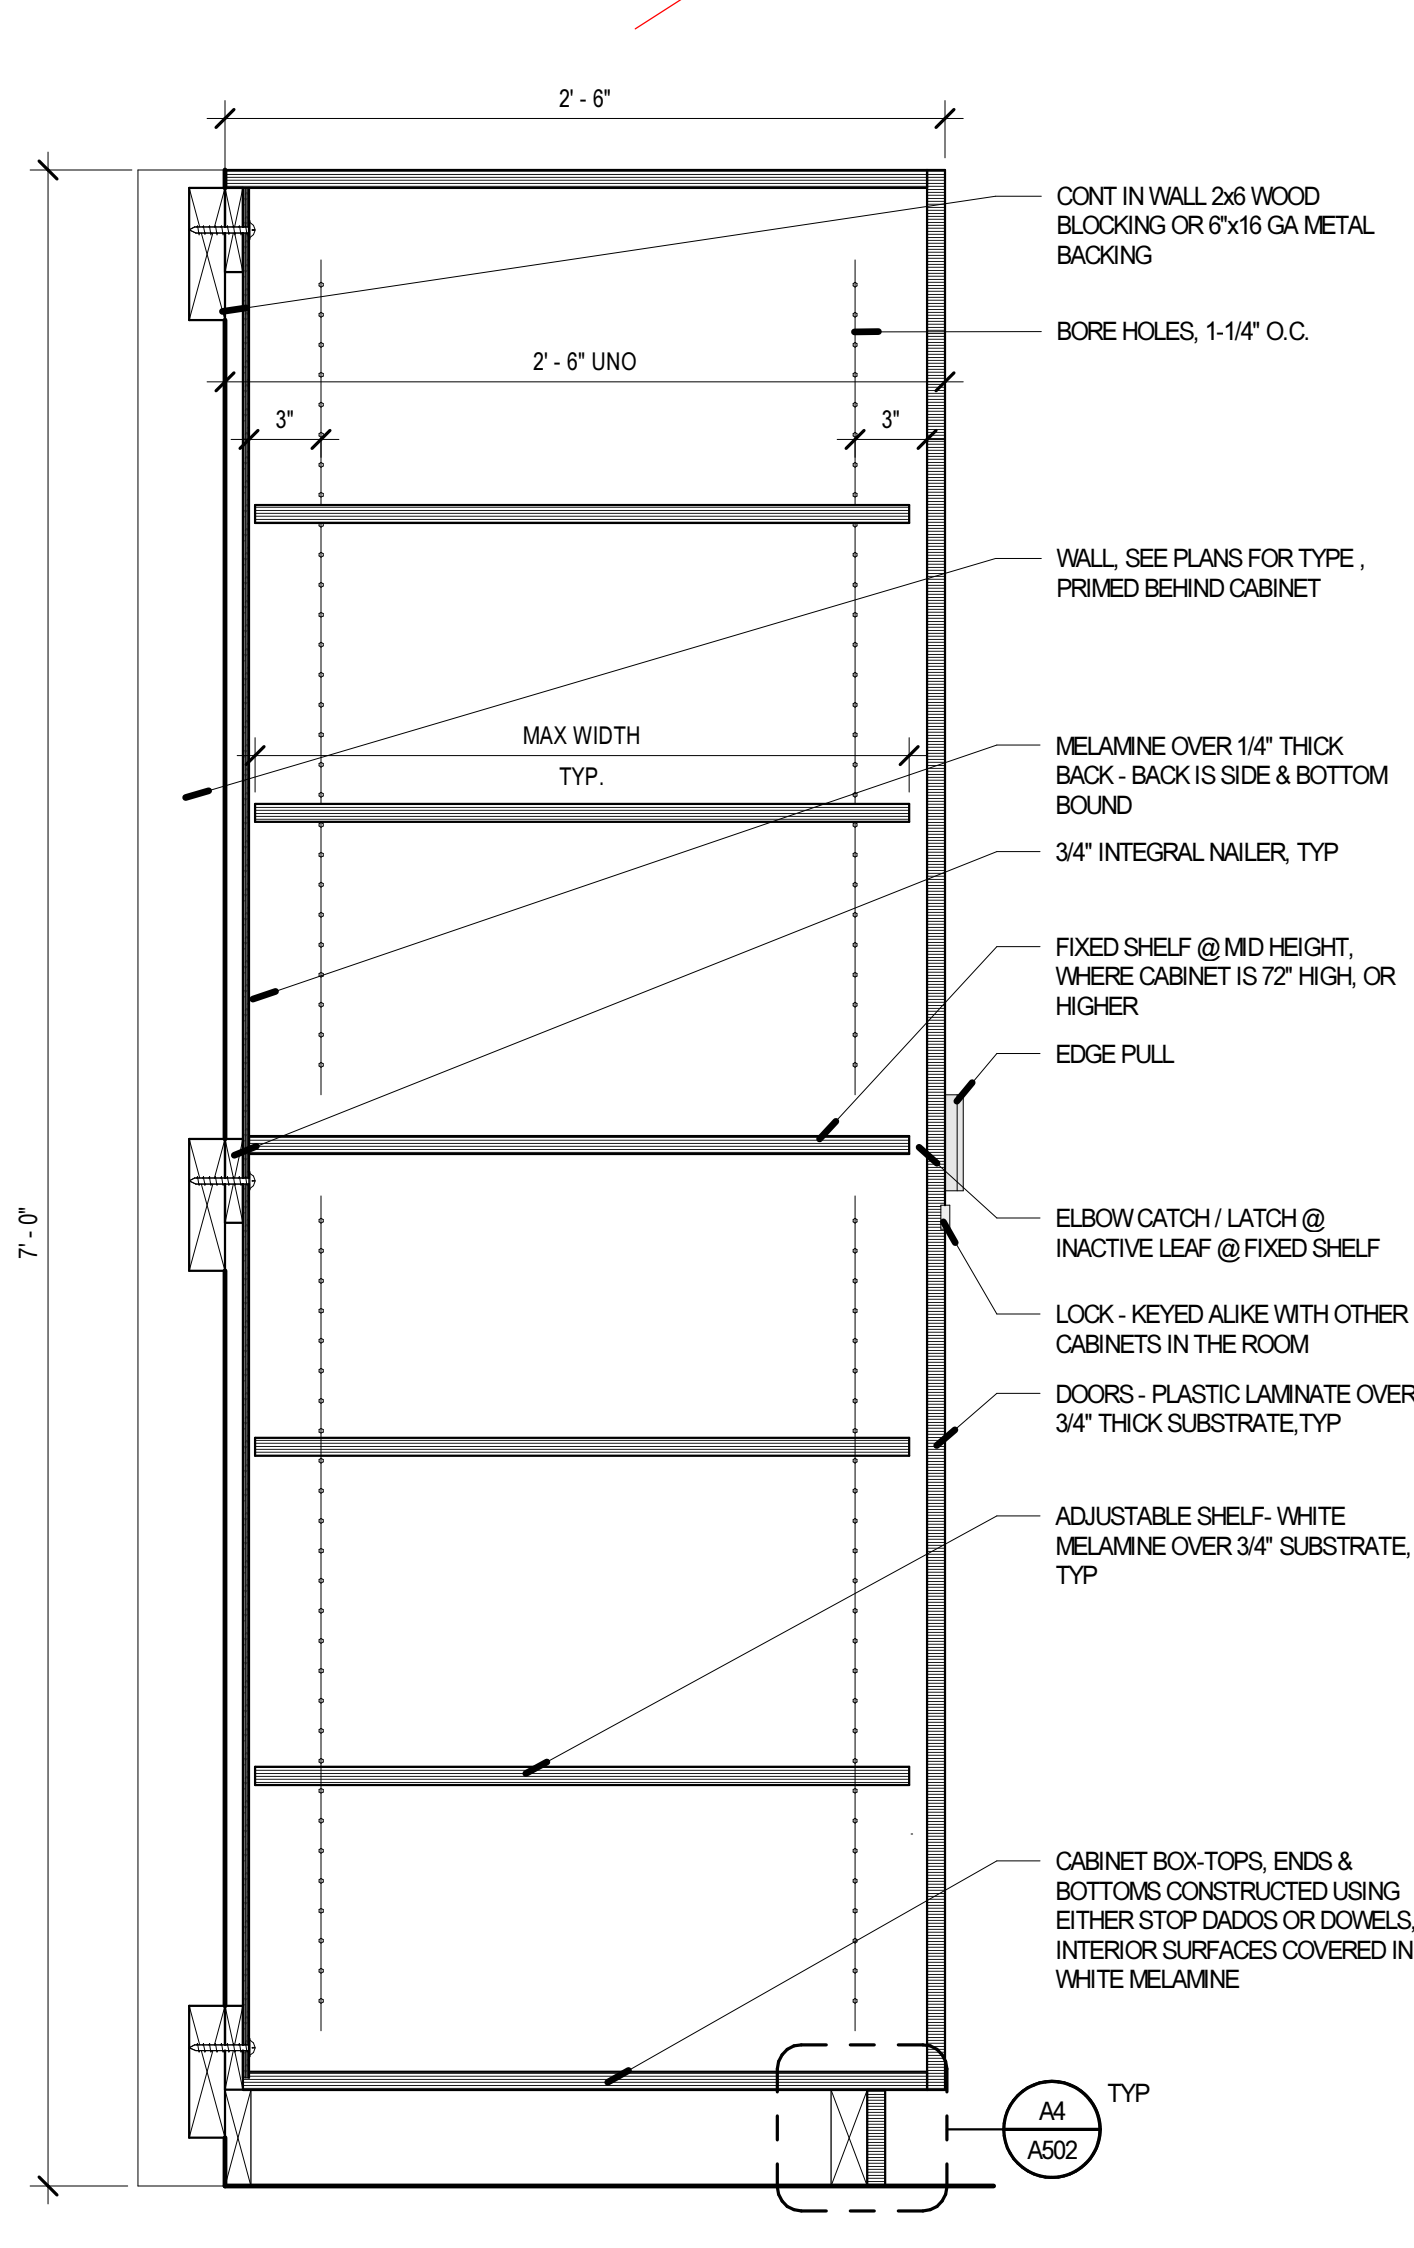 2' - 6"
CONT IN WALL 2x6 WOOD
BLOCKING OR 6"x16 GA METAL
BACKING
BORE HOLES, 1-1/4" O.C.
2' - 6" UNO
3"
3"
WALL, SEE PLANS FOR TYPE ,
PRIMED BEHIND CABINET
MAX WIDTH
TYP.
MELAMINE OVER 1/4" THICK
BACK - BACK IS SIDE & BOTTOM
BOUND
3/4" INTEGRAL NAILER, TYP
FIXED SHELF @ MID HEIGHT,
WHERE CABINET IS 72" HIGH, OR
HIGHER
EDGE PULL
7' - 0"
ELBOW CATCH / LATCH @
INACTIVE LEAF @ FIXED SHELF
LOCK - KEYED ALIKE WITH OTHER
CABINETS IN THE ROOM
DOORS - PLASTIC LAMINATE OVER
3/4" THICK SUBSTRATE,TYP
ADJUSTABLE SHELF- WHITE
MELAMINE OVER 3/4" SUBSTRATE,
TYP
CABINET BOX-TOPS, ENDS &
BOTTOMS CONSTRUCTED USING
EITHER STOP DADOS OR DOWELS,
INTERIOR SURFACES COVERED IN
WHITE MELAMINE
TYP
A4
A502